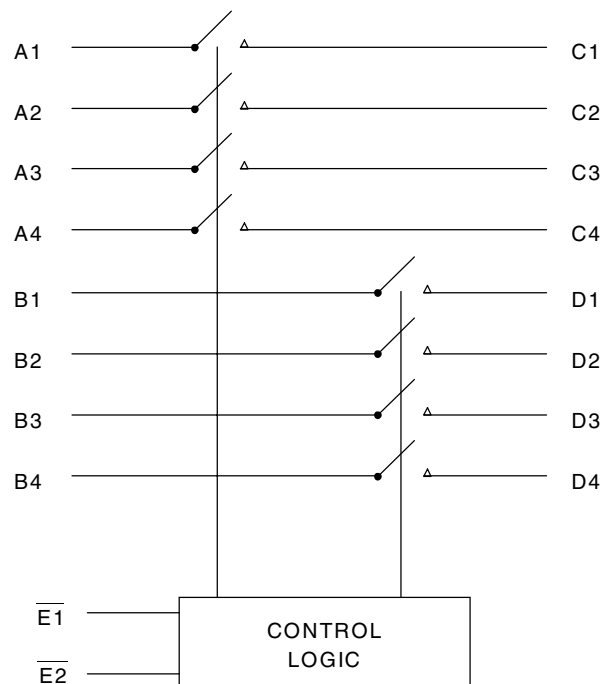 A1 C1
A2 C2
A3 C3
A4 C4
B1 D1
B2 D2
B3 D3
B4 D4
E1
CONTROL
LOGIC
E2